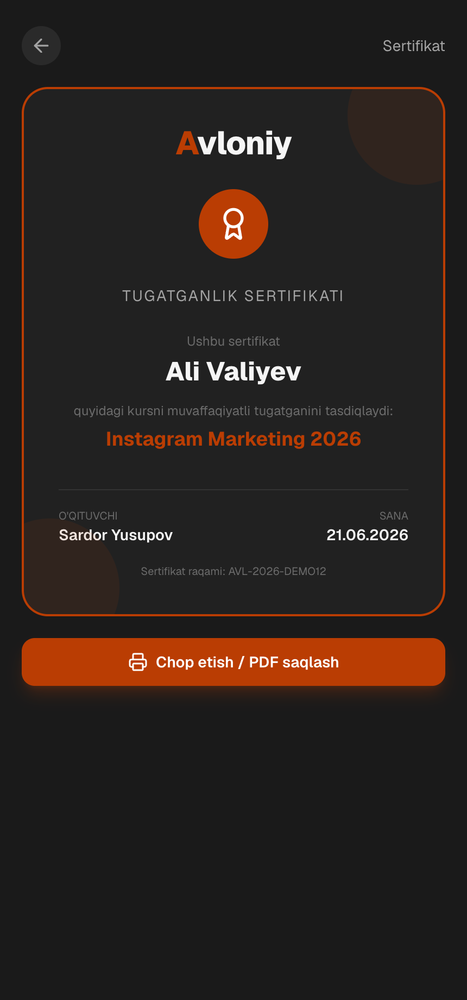 Sertifikat
Avloniy
TUGATGANLIK SERTIFIKATI
Ushbu sertifikat
Ali Valiyev
quyidagi kursni muvaffaqiyatli tugatganini tasdiqlaydi:
Instagram Marketing 2026
O'QITUVCHI
Sardor Yusupov
SANA
21.06.2026
Sertifikat raqami: AVL-2026-DEMO12
Chop etish / PDF saqlash